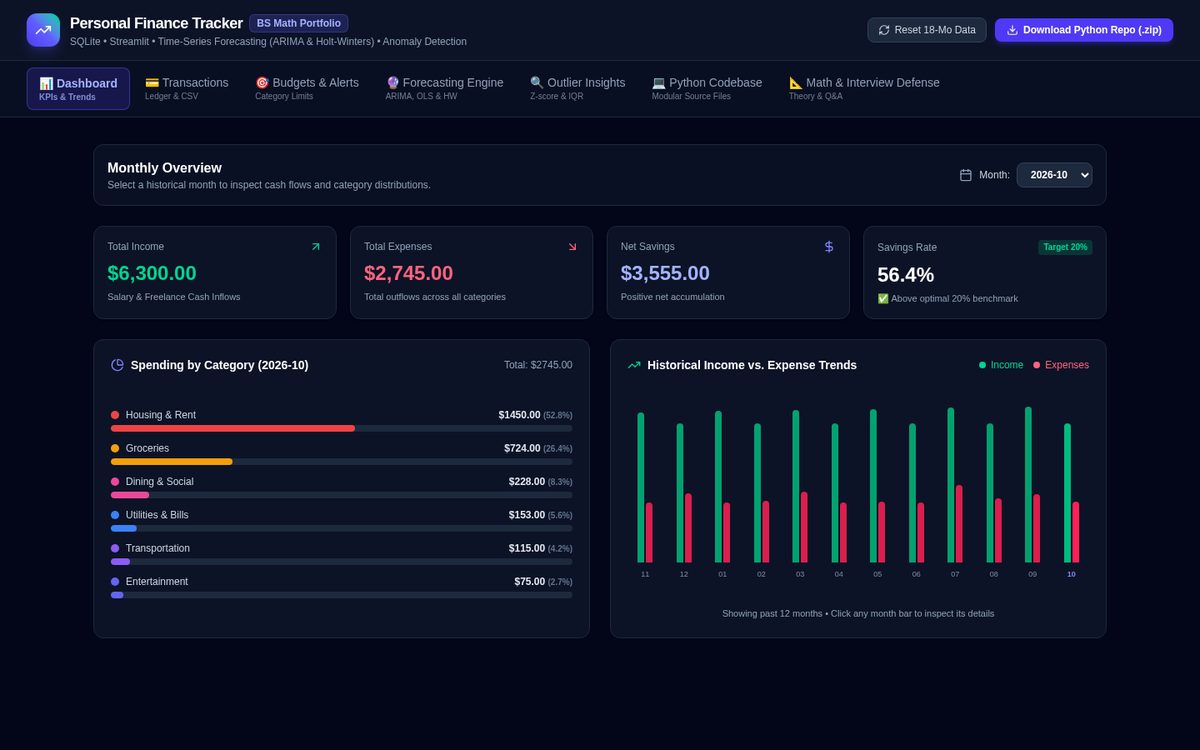 Personal Finance Tracker BS Math Portfolio
SQLite • Streamlit • Time-Series Forecasting (ARIMA & Holt-Winters) • Anomaly Detection
Reset 18-Mo Data
Download Python Repo (.zip)
📊 Dashboard
KPIs & Trends
💳 Transactions
Ledger & CSV
🎯 Budgets & Alerts
Category Limits
🔮 Forecasting Engine
ARIMA, OLS & HW
🔍 Outlier Insights
Z-score & IQR
💻 Python Codebase
Modular Source Files
📐 Math & Interview Defense
Theory & Q&A
Monthly Overview
Select a historical month to inspect cash flows and category distributions.
Month: 2026-10
Total Income
$6,300.00
Salary & Freelance Cash Inflows
Total Expenses
$2,745.00
Total outflows across all categories
Net Savings
$3,555.00
Positive net accumulation
Savings Rate Target 20%
56.4%
✅ Above optimal 20% benchmark
Spending by Category (2026-10) Total: $2745.00
Housing & Rent $1450.00 (52.8%)
Groceries $724.00 (26.4%)
Dining & Social $228.00 (8.3%)
Utilities & Bills $153.00 (5.6%)
Transportation $115.00 (4.2%)
Entertainment $75.00 (2.7%)
Historical Income vs. Expense Trends Income Expenses
11 12 01 02 03 04 05 06 07 08 09 10
Showing past 12 months • Click any month bar to inspect its details